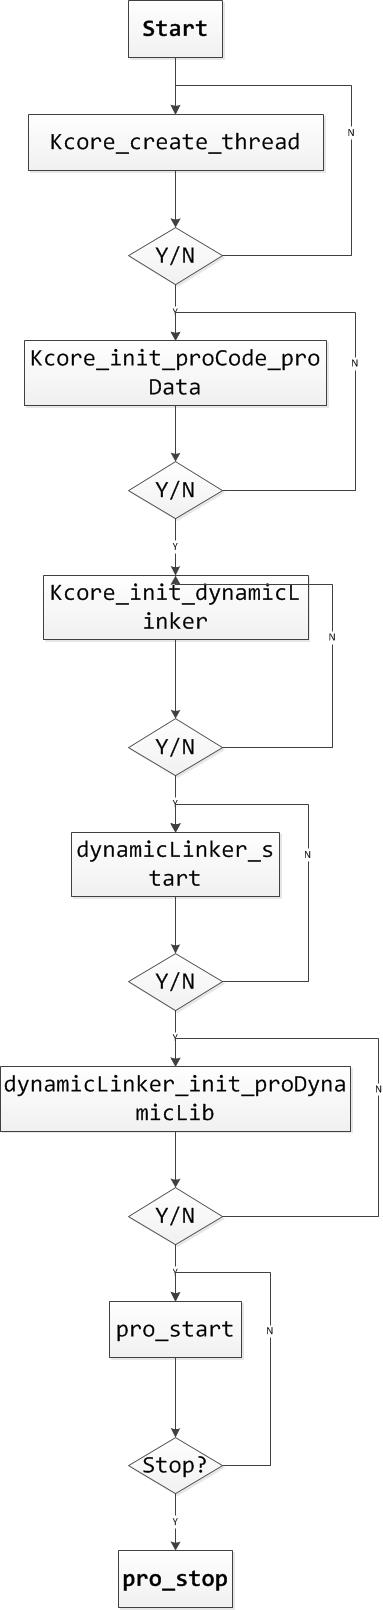 Start
N
Kcore_create_thread
Y/N
Y
N
Kcore_init_proCode_pro
Data
Y/N
Y
Kcore_init_dynamicL
inker
N
Y/N
Y
dynamicLinker_s
tart
N
Y/N
Y
N
dynamicLinker_init_proDyna
micLib
Y/N
Y
pro_start
N
Stop?
Y
pro_stop